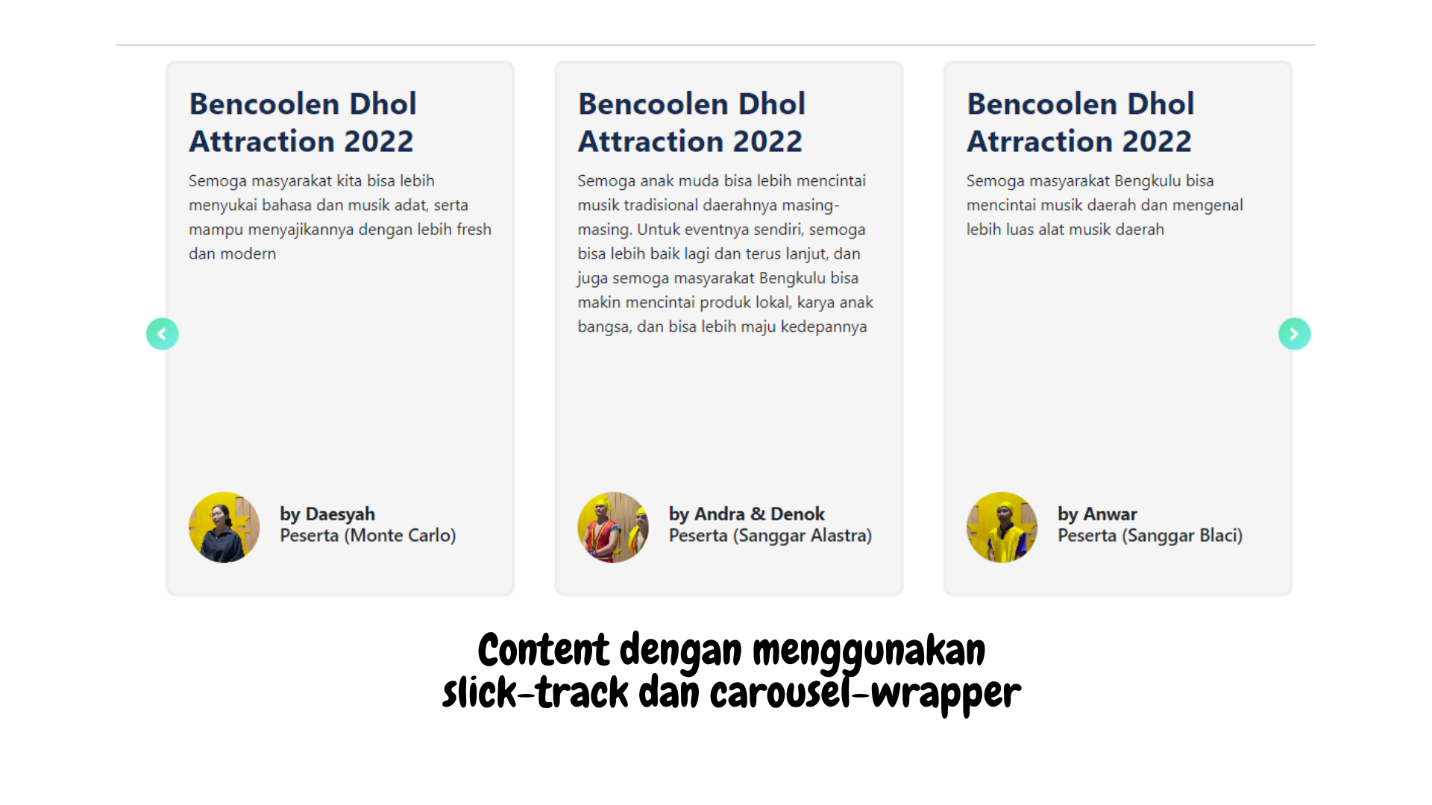 Bencoolen Dhol
Attraction 2022
Semoga masyarakat kita bisa lebih
menyukai bahasa dan musik adat, serta
mampu menyajikannya dengan lebih fresh
dan modern
by Daesyah
Peserta (Monte Carlo)
Bencoolen Dhol
Attraction 2022
Semoga anak muda bisa lebih mencintai
musik tradisional daerahnya masing-
masing. Untuk eventnya sendiri, semoga
bisa lebih baik lagi dan terus lanjut, dan
juga semoga masyarakat Bengkulu bisa
makin mencintai produk lokal, karya anak
bangsa, dan bisa lebih maju kedepannya
by Andra & Denok
Peserta (Sanggar Alastra)
Bencoolen Dhol
Atrraction 2022
Semoga masyarakat Bengkulu bisa
mencintai musik daerah dan mengenal
lebih luas alat musik daerah
by Anwar
Peserta (Sanggar Blaci)
Content dengan menggunakan
slick-track dan carousel-wrapper